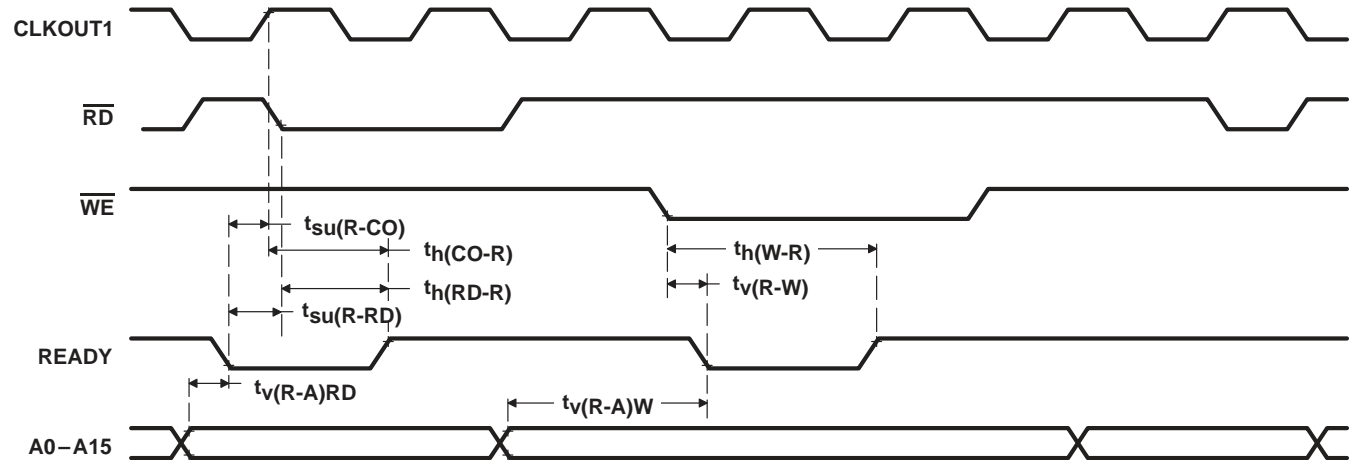 CLKOUT1
RD
WE
tsu(R-CO)
th(CO-R)
th(W-R)
th(RD-R)
tv(R-W)
tsu(R-RD)
READY
tv(R-A)RD
tv(R-A)W
A0–A15